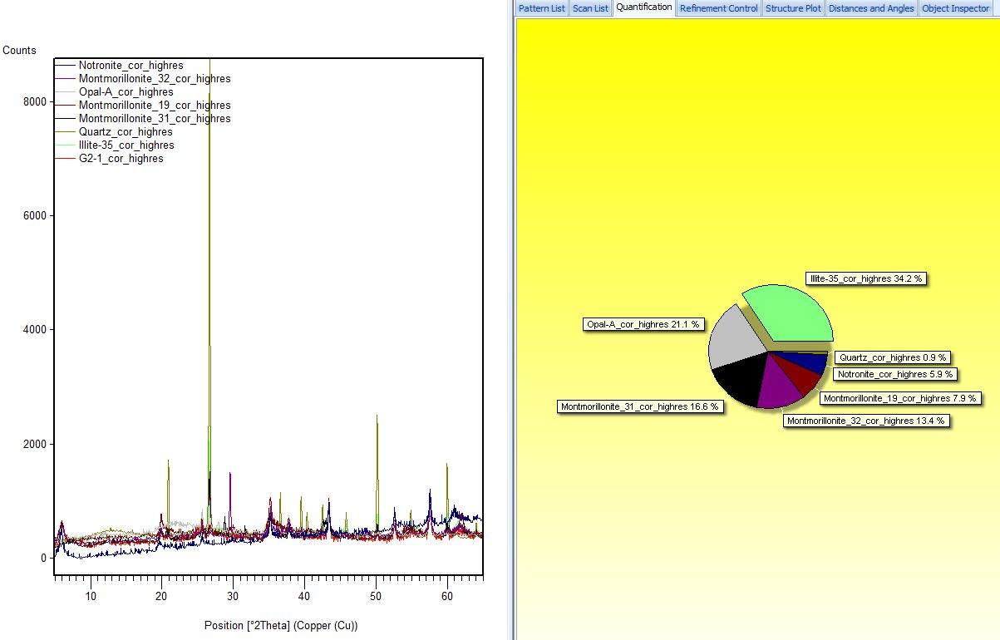 Pattern List Scan List Quantification Refinement Control Structure Plot Distances and Angles Object Inspector
Counts
Notronite_cor_highres
Montmorillonite_32_cor_highres
Opal-A_cor_highres
Montmorillonite_19_cor_highres
Montmorillonite_31_cor_highres
Quartz_cor_highres
Illite-35_cor_highres
G2-1_cor_highres
8000
6000
4000
2000
0
10 20 30 40 50 60
Position [°2Theta] (Copper (Cu))
Illite-35_cor_highres 34.2 %
Opal-A_cor_highres 21.1 %
Quartz_cor_highres 0.9 %
Notronite_cor_highres 5.9 %
Montmorillonite_19_cor_highres 7.9 %
Montmorillonite_31_cor_highres 16.6 %
Montmorillonite_32_cor_highres 13.4 %